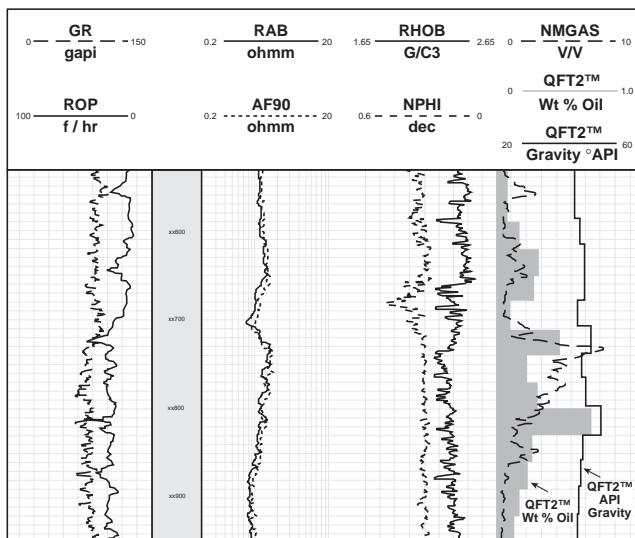 GR
0 150
gapi
RAB
0.2 20
ohmm
RHOB
1.65 2.65
G/C3
NMGAS
0 10
V/V
QFT2™
0 1.0
Wt % Oil
ROP
100 0
f / hr
AF90
0.2 20
ohmm
NPHI
0.6 0
dec
QFT2™
20 60
Gravity °API
xx600
xx700
xx800
xx900
QFT2™
Wt % Oil
QFT2™
API
Gravity